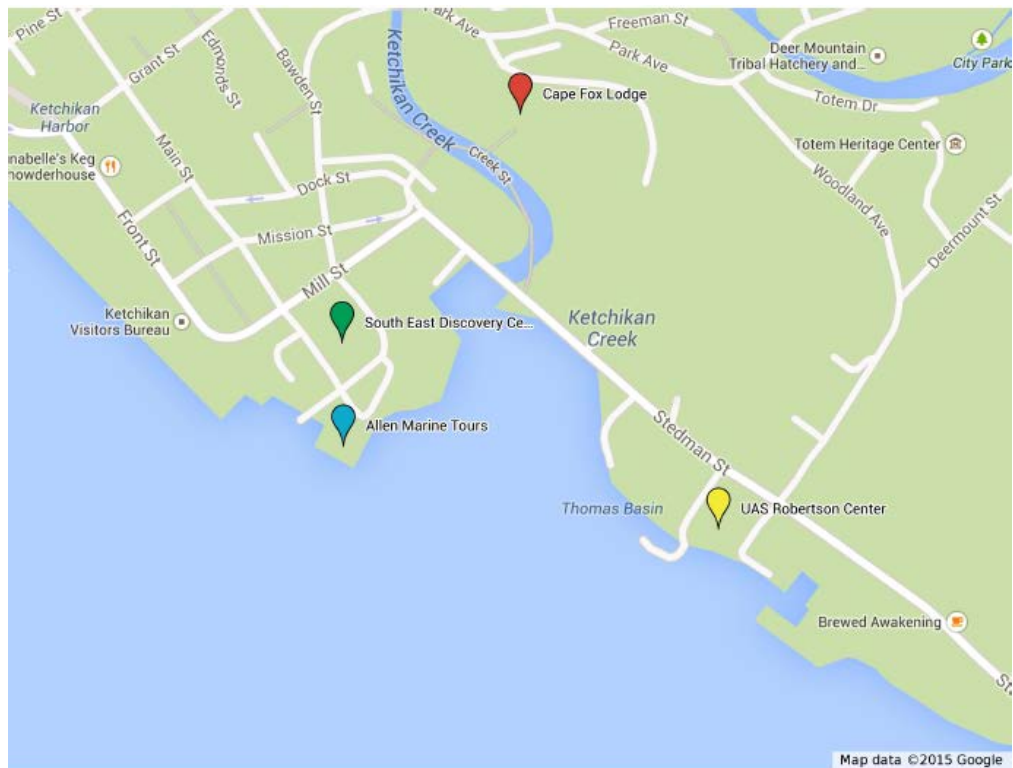 Pine St
Grant St
Edmonds St
Bawden St
Park Ave
Freeman St
Park Ave
Deer Mountain
Tribal Hatchery and...
City Park
Ketchikan Creek
Cape Fox Lodge
Totem Dr
Ketchikan
Harbor
Main St
Creek St
Totem Heritage Center
nabelle's Keg
nowderhouse
Dock St
Woodland Ave
Deermount St
Front St
Mission St
Mill St
Ketchikan
Visitors Bureau
South East Discovery Ce...
Ketchikan
Creek
Allen Marine Tours
Stedman St
Thomas Basin
UAS Robertson Center
Brewed Awakening
Map data ©2015 Google